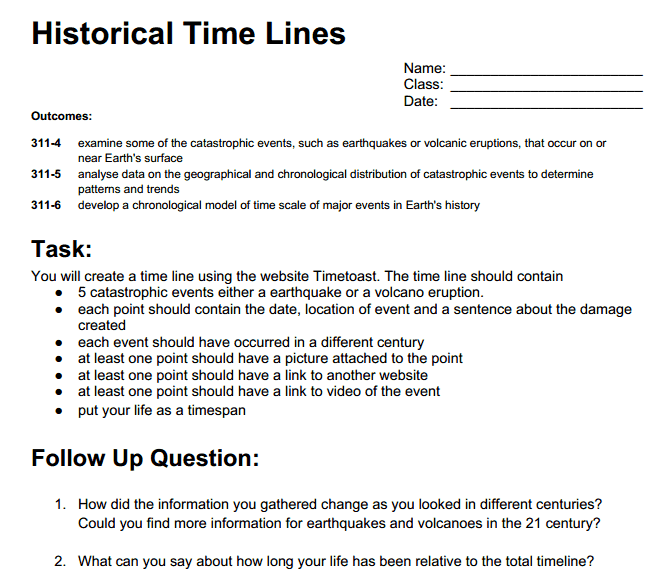 Historical Time Lines
Name: ____________________
Class: ____________________
Date: ____________________
Outcomes:
311-4 examine some of the catastrophic events, such as earthquakes or volcanic eruptions, that occur on or
near Earth's surface
311-5 analyse data on the geographical and chronological distribution of catastrophic events to determine
patterns and trends
311-6 develop a chronological model of time scale of major events in Earth's history
Task:
You will create a time line using the website Timetoast. The time line should contain
● 5 catastrophic events either a earthquake or a volcano eruption.
● each point should contain the date, location of event and a sentence about the damage
created
● each event should have occurred in a different century
● at least one point should have a picture attached to the point
● at least one point should have a link to another website
● at least one point should have a link to video of the event
● put your life as a timespan
Follow Up Question:
1. How did the information you gathered change as you looked in different centuries?
Could you find more information for earthquakes and volcanoes in the 21 century?
2. What can you say about how long your life has been relative to the total timeline?